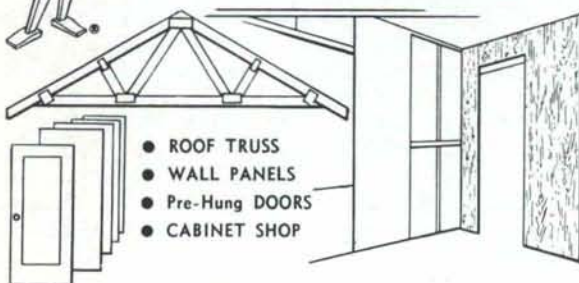 ®
● ROOF TRUSS
● WALL PANELS
● Pre-Hung DOORS
● CABINET SHOP